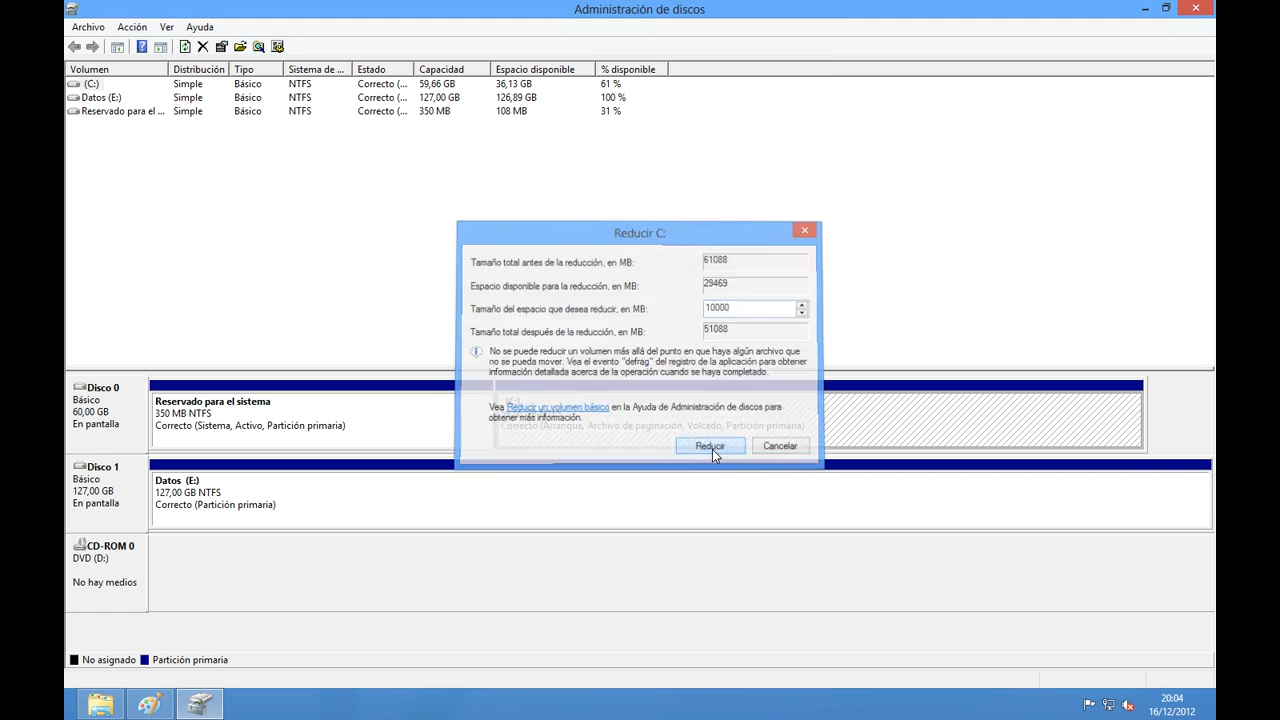 Administración de discos
Archivo Acción Ver Ayuda
Volumen Distribución Tipo Sistema de ... Estado Capacidad Espacio disponible % disponible
(C:) Simple Básico NTFS Correcto (... 59,66 GB 36,13 GB 61 %
Datos (E:) Simple Básico NTFS Correcto (... 127,00 GB 126,89 GB 100 %
Reservado para el ... Simple Básico NTFS Correcto (... 350 MB 108 MB 31 %
Reducir C:
Tamaño total antes de la reducción, en MB: 61088
Espacio disponible para la reducción, en MB: 29469
Tamaño del espacio que desea reducir, en MB: 10000
Tamaño total después de la reducción, en MB: 51088
No se puede reducir un volumen más allá del punto en que haya algún archivo que
no se pueda mover. Vea el evento "defrag" del registro de la aplicación para obtener
información detallada acerca de la operación cuando se haya completado.
Vea Reducir un volumen básico en la Ayuda de Administración de discos para
obtener más información.
Reducir Cancelar
Disco 0
Básico
60,00 GB
En pantalla
Reservado para el sistema
350 MB NTFS
Correcto (Sistema, Activo, Partición primaria)
(C:)
Correcto (Arranque, Archivo de paginación, Volcado, Partición primaria)
Disco 1
Básico
127,00 GB
En pantalla
Datos (E:)
127,00 GB NTFS
Correcto (Partición primaria)
CD-ROM 0
DVD (D:)
No hay medios
No asignado Partición primaria
20:04
16/12/2012